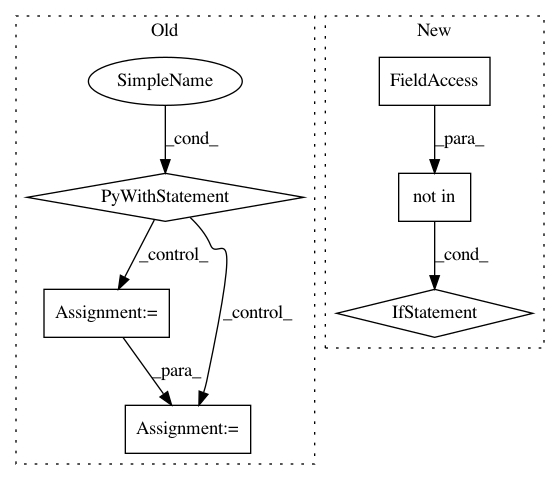 Old
SimpleName
_cond_
PyWithStatement
_control_
_control_
Assignment:=
_para_
Assignment:=
New
FieldAccess
_para_
not in
_cond_
IfStatement